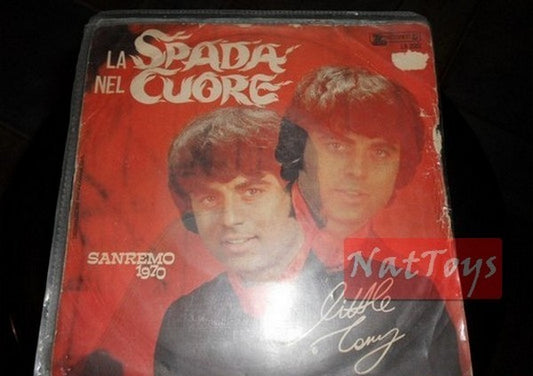 LA SPADA
NEL CUORE
SANREMO
1970
little
Tony
NatToys